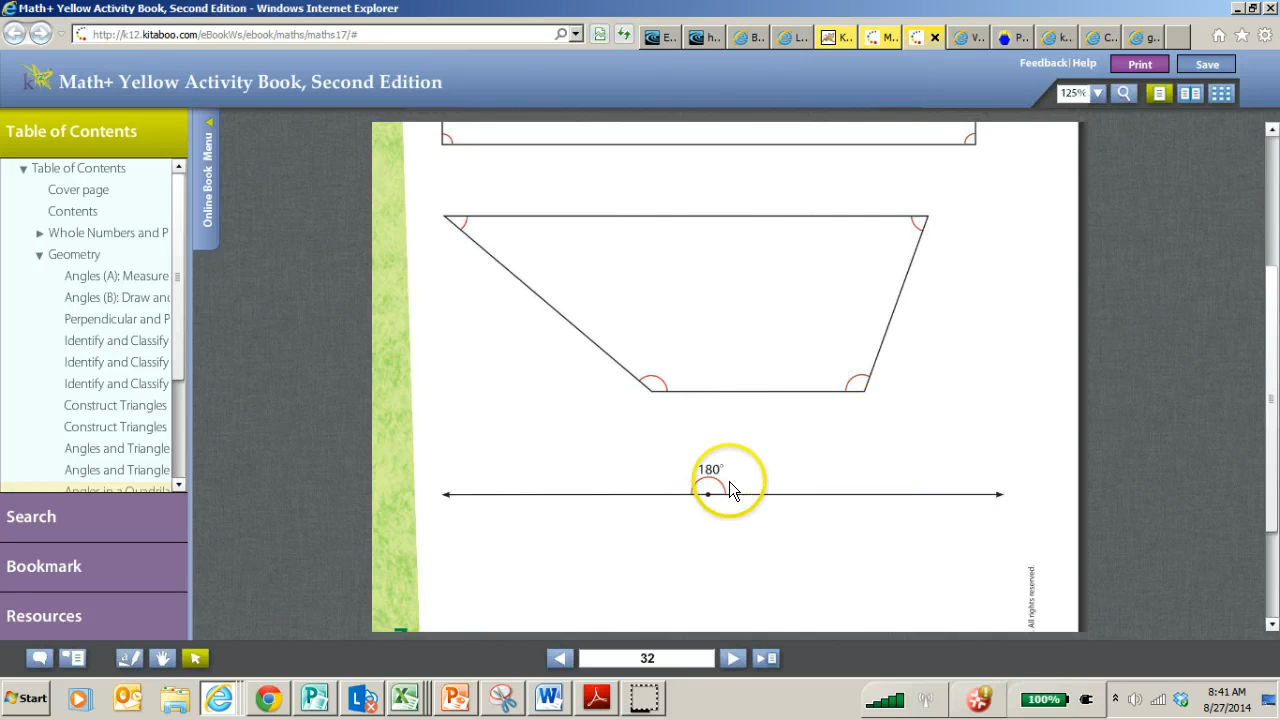 Math+ Yellow Activity Book, Second Edition - Windows Internet Explorer
http://k12.kitaboo.com/eBookWs/ebook/maths/maths17/#
E.. h.. B.. L.. K.. M.. V.. P.. k.. C.. g..
Math+ Yellow Activity Book, Second Edition
Feedback|Help
Print
Save
125%
Table of Contents
Online Book Menu
Table of Contents
Cover page
Contents
Whole Numbers and P
Geometry
Angles (A): Measure
Angles (B): Draw and
Perpendicular and P
Identify and Classify
Identify and Classify
Identify and Classify
Construct Triangles
Construct Triangles
Angles and Triangle
Angles and Triangle
Angles in a Quadrila
Search
Bookmark
Resources
180°
All rights reserved.
32
Start
100%
8:41 AM
8/27/2014